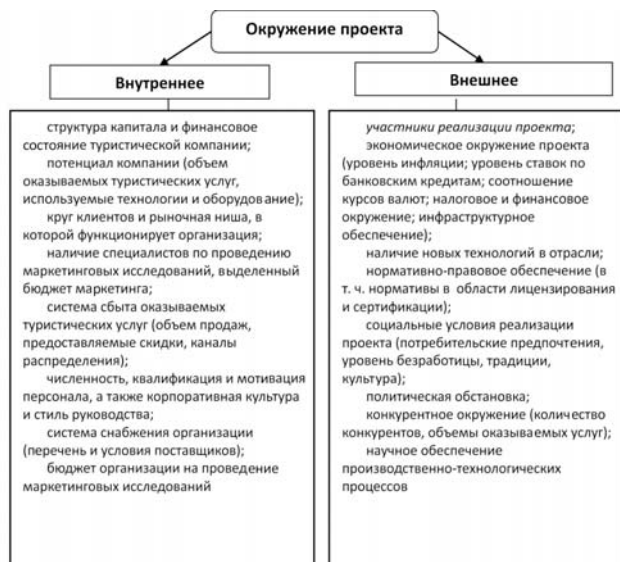 Окружение проекта
Внутреннее
Внешнее
структура капитала и финансовое
состояние туристической компании;
потенциал компании (объем
оказываемых туристических услуг,
используемые технологии и оборудование);
круг клиентов и рыночная ниша, в
которой функционирует организация;
наличие специалистов по проведению
маркетинговых исследований, выделенный
бюджет маркетинга;
система сбыта оказываемых
туристических услуг (объем продаж,
предоставляемые скидки, каналы
распределения);
численность, квалификация и мотивация
персонала, а также корпоративная культура
и стиль руководства;
система снабжения организации
(перечень и условия поставщиков);
бюджет организации на проведение
маркетинговых исследований
участники реализации проекта;
экономическое окружение проекта
(уровень инфляции; уровень ставок по
банковским кредитам; соотношение
курсов валют; налоговое и финансовое
окружение; инфраструктурное
обеспечение);
наличие новых технологий в отрасли;
нормативно-правовое обеспечение (в
т. ч. нормативы в области лицензирования
и сертификации);
социальные условия реализации
проекта (потребительские предпочтения,
уровень безработицы, традиции,
культура);
политическая обстановка;
конкурентное окружение (количество
конкурентов, объемы оказываемых услуг);
научное обеспечение
производственно-технологических
процессов